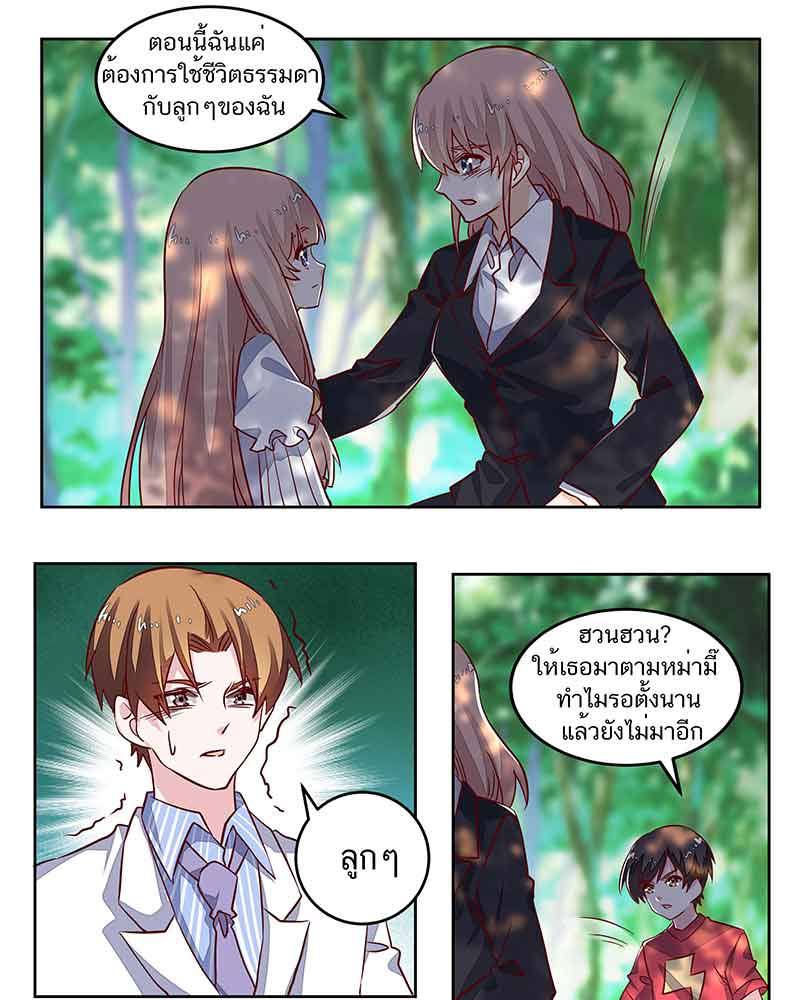 ตอนนี้ฉันแค่
ต้องการใช้ชีวิตธรรมดา
กับลูกๆของฉัน
ลูกๆ
ฮวนฮวน?
ให้เธอมาตามหม่ามี๊
ทำไมรอตั้งนาน
แล้วยังไม่มาอีก